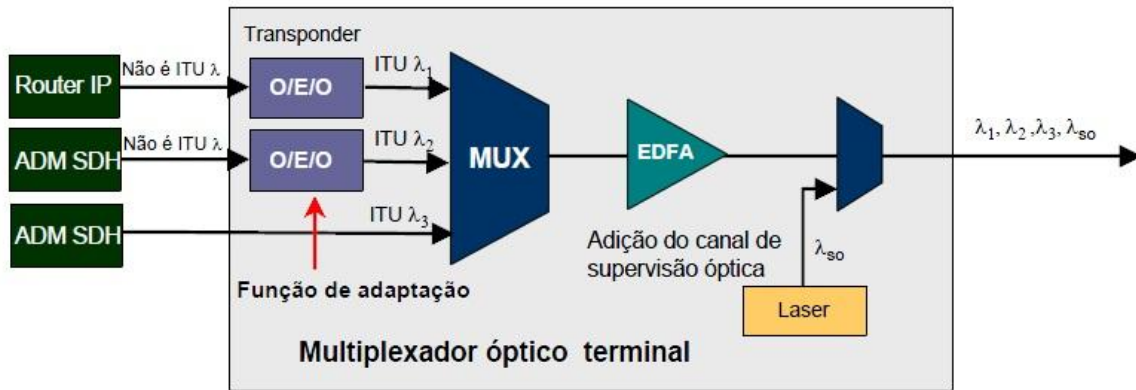 Transponder
Router IP
Não é ITU λ
O/E/O
ITU λ1
ADM SDH
Não é ITU λ
O/E/O
ITU λ2
MUX
EDFA
λ1, λ2 ,λ3, λso
ADM SDH
ITU λ3
Adição do canal de
supervisão óptica
λso
Função de adaptação
Laser
Multiplexador óptico terminal